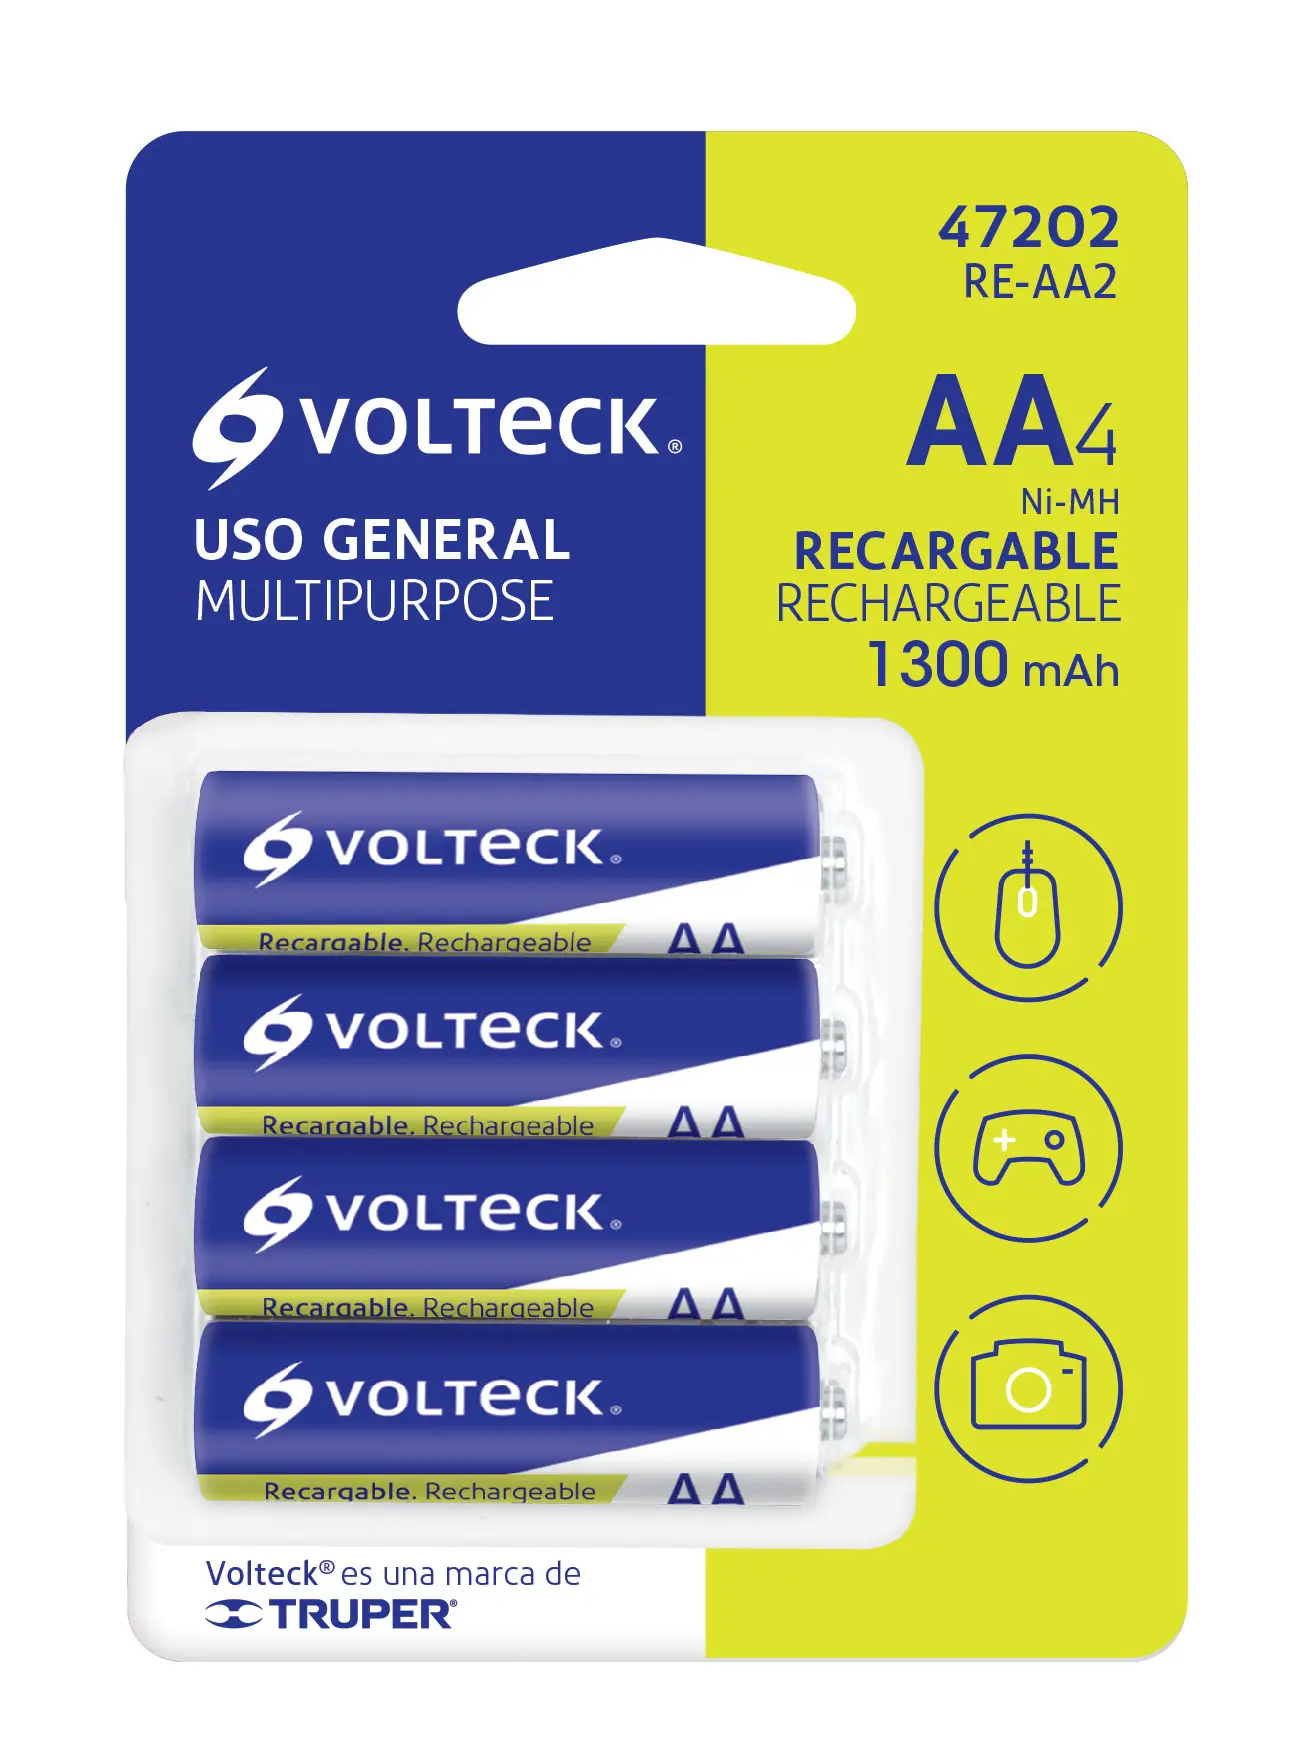 47202
RE-AA2
VOLTECK®
USO GENERAL
MULTIPURPOSE
AA4
Ni-MH
RECARGABLE
RECHARGEABLE
1300 mAh
VOLTECK®
Recargable. Rechargeable AA
VOLTECK®
Recargable. Rechargeable AA
VOLTECK®
Recargable. Rechargeable AA
VOLTECK®
Recargable. Rechargeable AA
Volteck® es una marca de
TRUPER®